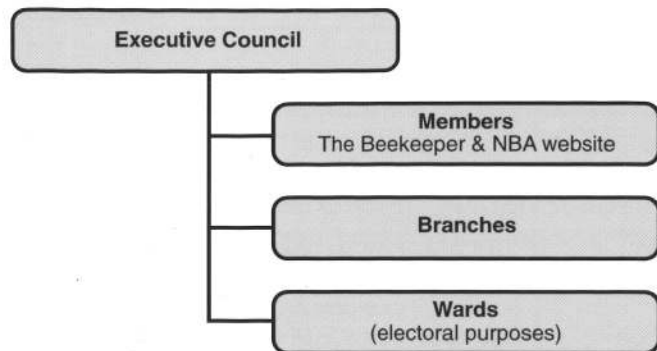 Executive Council
Members
The Beekeeper & NBA website
Branches
Wards
(electoral purposes)